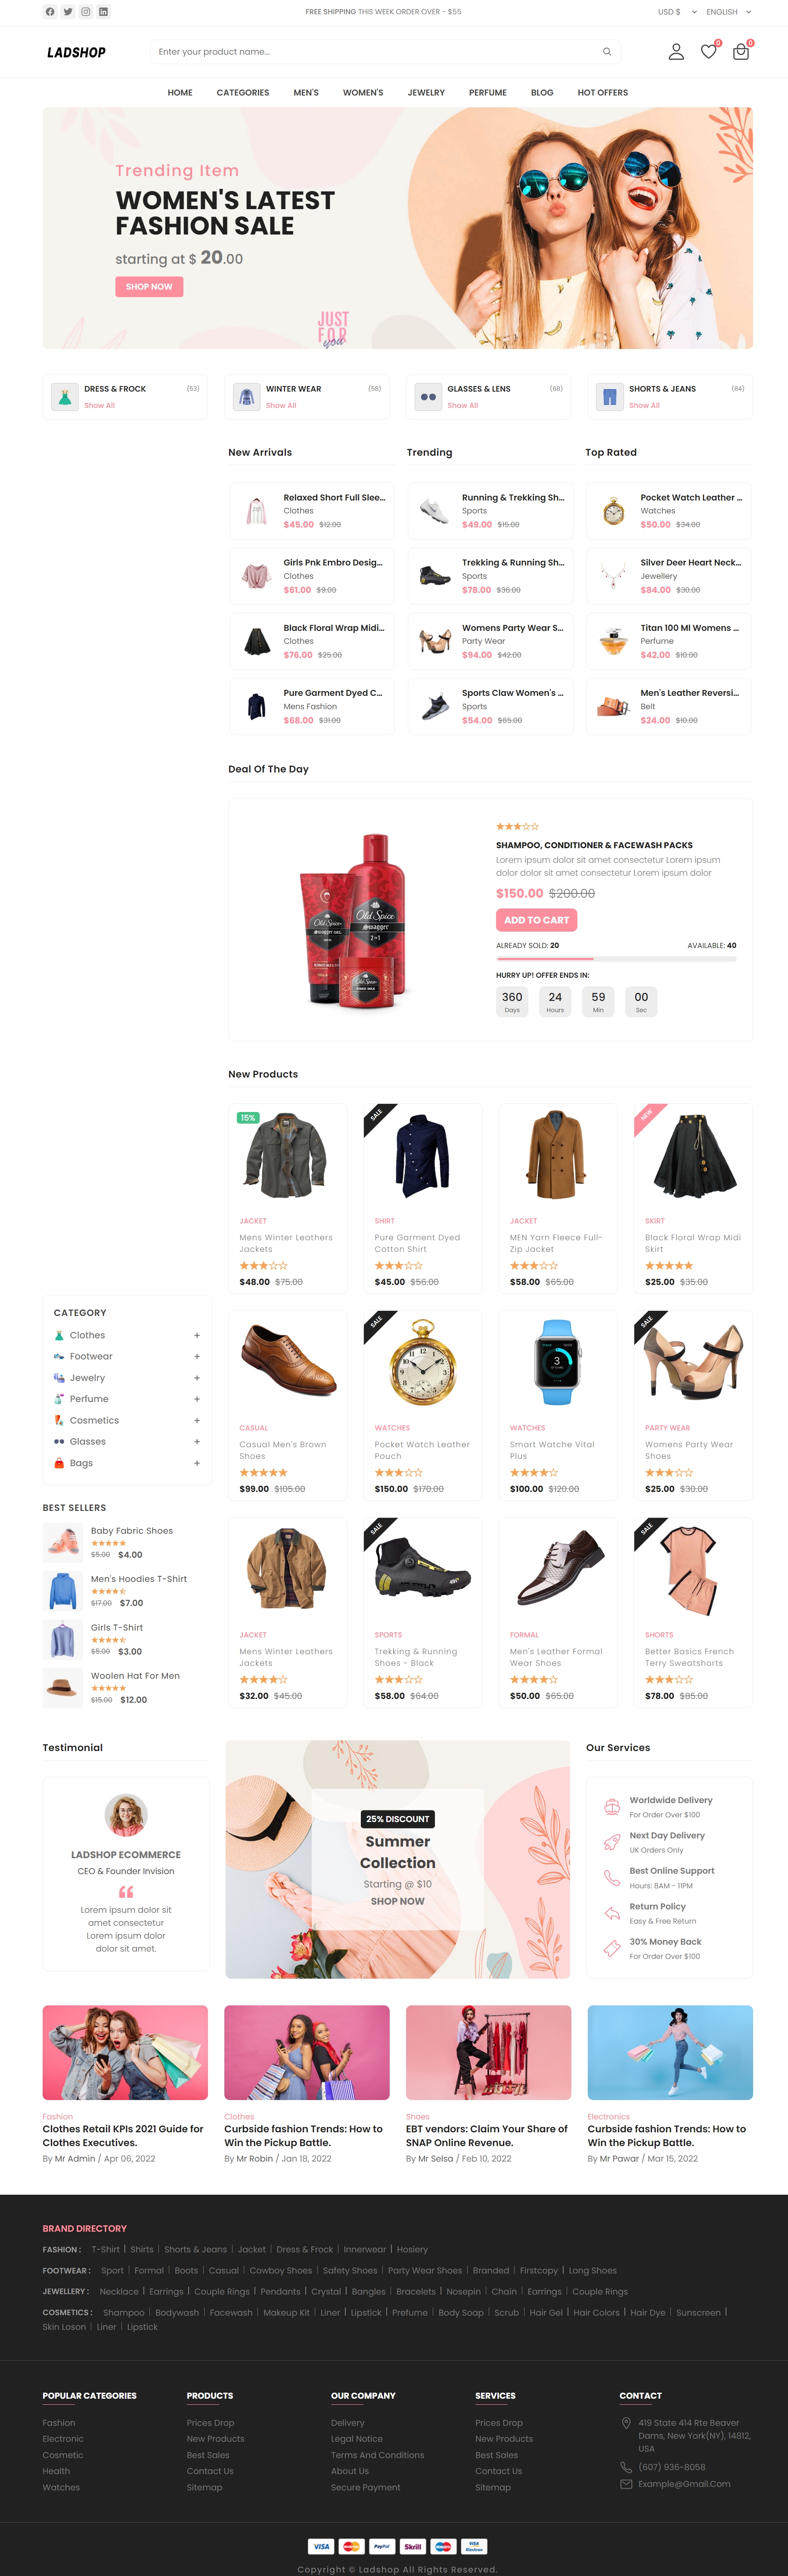 FREE SHIPPING THIS WEEK ORDER OVER - $55
USD $
ENGLISH
LADSHOP
Enter your product name...
0
0
HOME
CATEGORIES
MEN'S
WOMEN'S
JEWELRY
PERFUME
BLOG
HOT OFFERS
Trending Item
WOMEN'S LATEST
FASHION SALE
starting at $ 20.00
SHOP NOW
JUST
FOR
you
DRESS & FROCK
(53)
Show All
WINTER WEAR
(58)
Show All
GLASSES & LENS
(68)
Show All
SHORTS & JEANS
(84)
Show All
New Arrivals
Relaxed Short Full Slee...
Clothes
$45.00 $12.00
Girls Pnk Embro Desig...
Clothes
$61.00 $9.00
Black Floral Wrap Midi...
Clothes
$76.00 $25.00
Pure Garment Dyed C...
Mens Fashion
$68.00 $31.00
Trending
Running & Trekking Sh...
Sports
$49.00 $15.00
Trekking & Running Sh...
Sports
$78.00 $36.00
Womens Party Wear S...
Party Wear
$94.00 $42.00
Sports Claw Women's ...
Sports
$54.00 $65.00
Top Rated
Pocket Watch Leather ...
Watches
$50.00 $34.00
Silver Deer Heart Neck...
Jewellery
$84.00 $30.00
Titan 100 Ml Womens ...
Perfume
$42.00 $10.00
Men's Leather Reversi...
Belt
$24.00 $10.00
Deal Of The Day
Old Spice
swagger
2 in 1
Old Spice
Old Spice
SHAMPOO, CONDITIONER & FACEWASH PACKS
Lorem ipsum dolor sit amet consectetur Lorem ipsum
dolor dolor sit amet consectetur Lorem ipsum dolor
$150.00 $200.00
ADD TO CART
ALREADY SOLD: 20
AVAILABLE: 40
HURRY UP! OFFER ENDS IN:
360
Days
24
Hours
59
Min
00
Sec
New Products
15%
JACKET
Mens Winter Leathers
Jackets
$48.00 $75.00
SALE
SHIRT
Pure Garment Dyed
Cotton Shirt
$45.00 $56.00
JACKET
MEN Yarn Fleece Full-
Zip Jacket
$58.00 $65.00
NEW
SKIRT
Black Floral Wrap Midi
Skirt
$25.00 $35.00
CASUAL
Casual Men's Brown
Shoes
$99.00 $105.00
SALE
WATCHES
Pocket Watch Leather
Pouch
$150.00 $170.00
WATCHES
Smart Watche Vital
Plus
$100.00 $120.00
SALE
PARTY WEAR
Womens Party Wear
Shoes
$25.00 $30.00
JACKET
Mens Winter Leathers
Jackets
$32.00 $45.00
SALE
SPORTS
Trekking & Running
Shoes - Black
$58.00 $64.00
FORMAL
Men's Leather Formal
Wear Shoes
$50.00 $65.00
SALE
SHORTS
Better Basics French
Terry Sweatshorts
$78.00 $85.00
CATEGORY
Clothes +
Footwear +
Jewelry +
Perfume +
Cosmetics +
Glasses +
Bags +
BEST SELLERS
Baby Fabric Shoes
$5.00 $4.00
Men's Hoodies T-Shirt
$17.00 $7.00
Girls T-Shirt
$5.00 $3.00
Woolen Hat For Men
$15.00 $12.00
Testimonial
LADSHOP ECOMMERCE
CEO & Founder Invision
Lorem ipsum dolor sit
amet consectetur
Lorem ipsum dolor
dolor sit amet.
25% DISCOUNT
Summer
Collection
Starting @ $10
SHOP NOW
Our Services
Worldwide Delivery
For Order Over $100
Next Day Delivery
UK Orders Only
Best Online Support
Hours: 8AM - 11PM
Return Policy
Easy & Free Return
30% Money Back
For Order Over $100
Fashion
Clothes Retail KPIs 2021 Guide for
Clothes Executives.
By Mr Admin / Apr 06, 2022
Clothes
Curbside fashion Trends: How to
Win the Pickup Battle.
By Mr Robin / Jan 18, 2022
Shoes
EBT vendors: Claim Your Share of
SNAP Online Revenue.
By Mr Selsa / Feb 10, 2022
Electronics
Curbside fashion Trends: How to
Win the Pickup Battle.
By Mr Pawar / Mar 15, 2022
BRAND DIRECTORY
FASHION : T-Shirt | Shirts | Shorts & Jeans | Jacket | Dress & Frock | Innerwear | Hosiery
FOOTWEAR : Sport | Formal | Boots | Casual | Cowboy Shoes | Safety Shoes | Party Wear Shoes | Branded | Firstcopy | Long Shoes
JEWELLERY : Necklace | Earrings | Couple Rings | Pendants | Crystal | Bangles | Bracelets | Nosepin | Chain | Earrings | Couple Rings
COSMETICS : Shampoo | Bodywash | Facewash | Makeup Kit | Liner | Lipstick | Prefume | Body Soap | Scrub | Hair Gel | Hair Colors | Hair Dye | Sunscreen |
Skin Loson | Liner | Lipstick
POPULAR CATEGORIES
Fashion
Electronic
Cosmetic
Health
Watches
PRODUCTS
Prices Drop
New Products
Best Sales
Contact Us
Sitemap
OUR COMPANY
Delivery
Legal Notice
Terms And Conditions
About Us
Secure Payment
SERVICES
Prices Drop
New Products
Best Sales
Contact Us
Sitemap
CONTACT
419 State 414 Rte Beaver
Dams, New York(NY), 14812,
USA
(607) 936-8058
Example@Gmail.Com
VISA
PayPal
Skrill
VISA
Electron
Copyright © Ladshop All Rights Reserved.